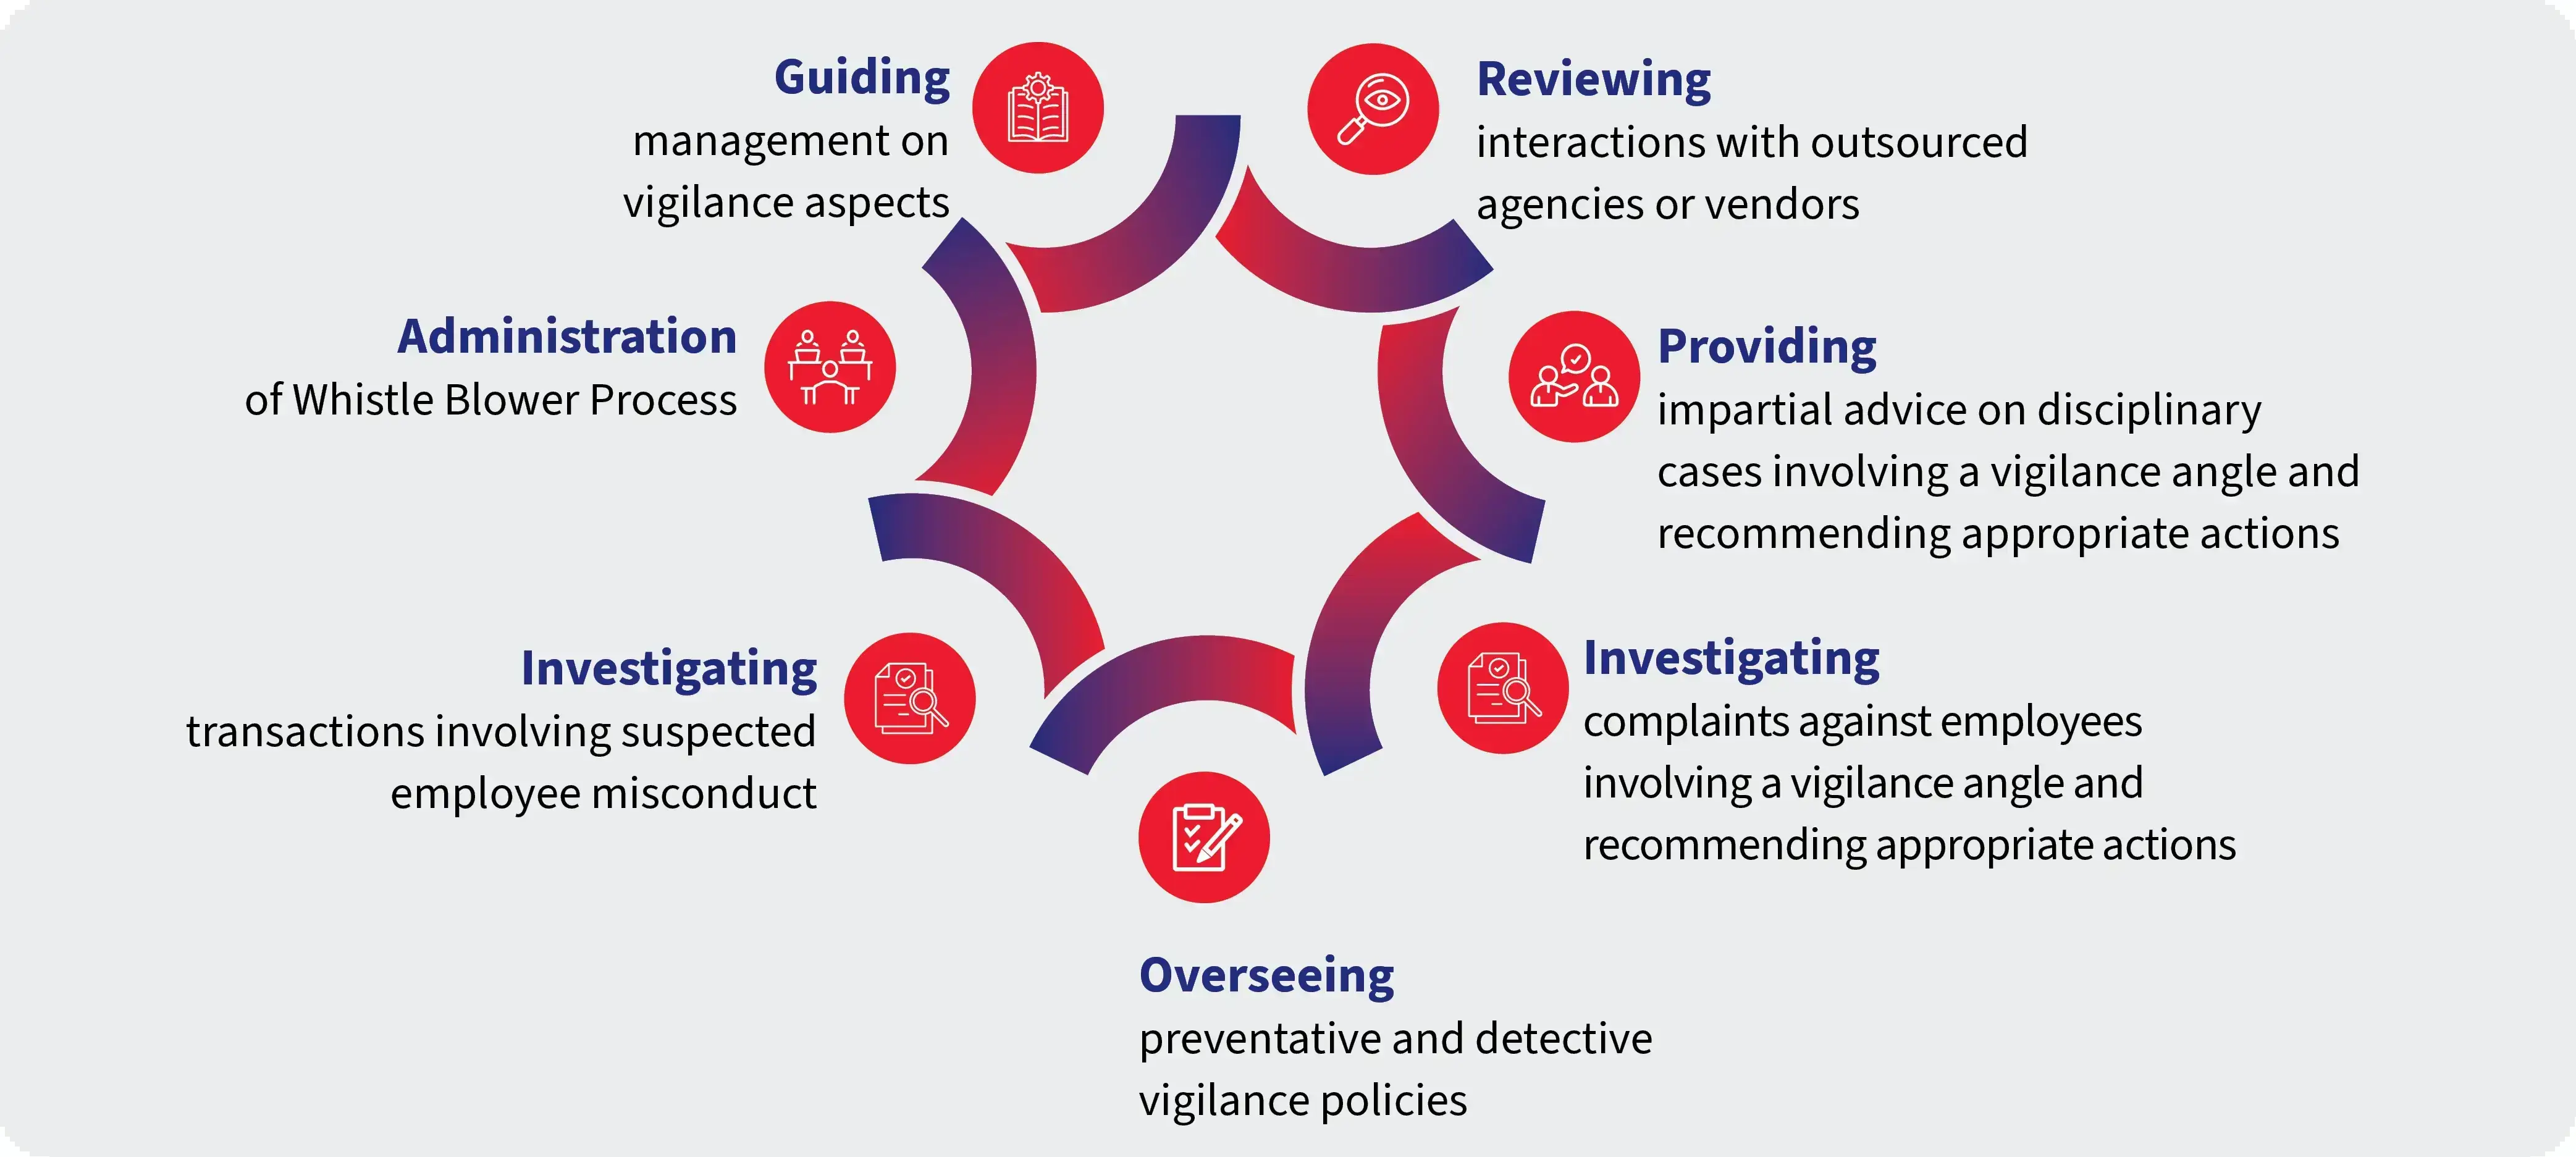 Guiding
management on
vigilance aspects
Reviewing
interactions with outsourced
agencies or vendors
Administration
of Whistle Blower Process
Providing
impartial advice on disciplinary
cases involving a vigilance angle and
recommending appropriate actions
Investigating
transactions involving suspected
employee misconduct
Investigating
complaints against employees
involving a vigilance angle and
recommending appropriate actions
Overseeing
preventative and detective
vigilance policies